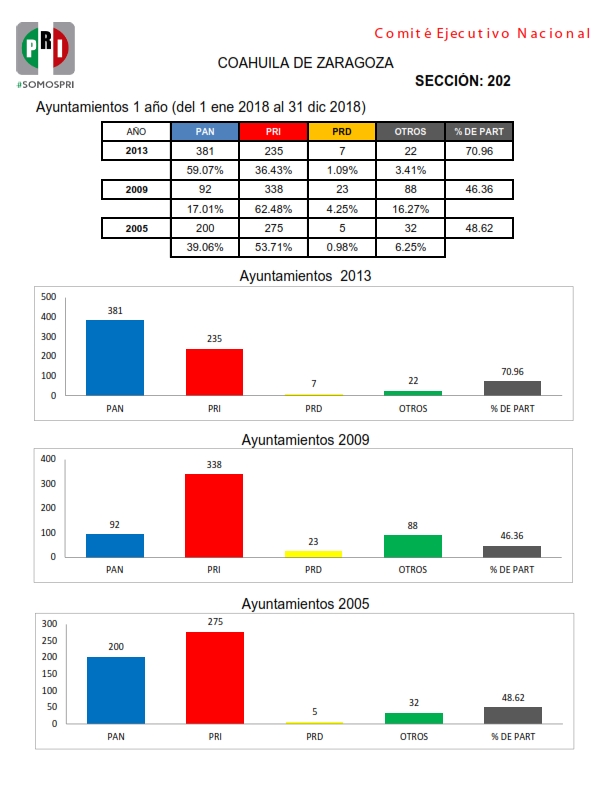 Comité Ejecutivo Nacional
PRI
#SOMOSPRI
COAHUILA DE ZARAGOZA
SECCIÓN: 202
Ayuntamientos 1 año (del 1 ene 2018 al 31 dic 2018)
AÑO PAN PRI PRD OTROS % DE PART
2013 381 235 7 22 70.96
59.07% 36.43% 1.09% 3.41%
2009 92 338 23 88 46.36
17.01% 62.48% 4.25% 16.27%
2005 200 275 5 32 48.62
39.06% 53.71% 0.98% 6.25%
Ayuntamientos 2013
500
400
300
200
100
0
381
235
7
22
70.96
PAN PRI PRD OTROS % DE PART
Ayuntamientos 2009
400
300
200
100
0
92
338
23
88
46.36
PAN PRI PRD OTROS % DE PART
Ayuntamientos 2005
300
250
200
150
100
50
0
200
275
5
32
48.62
PAN PRI PRD OTROS % DE PART